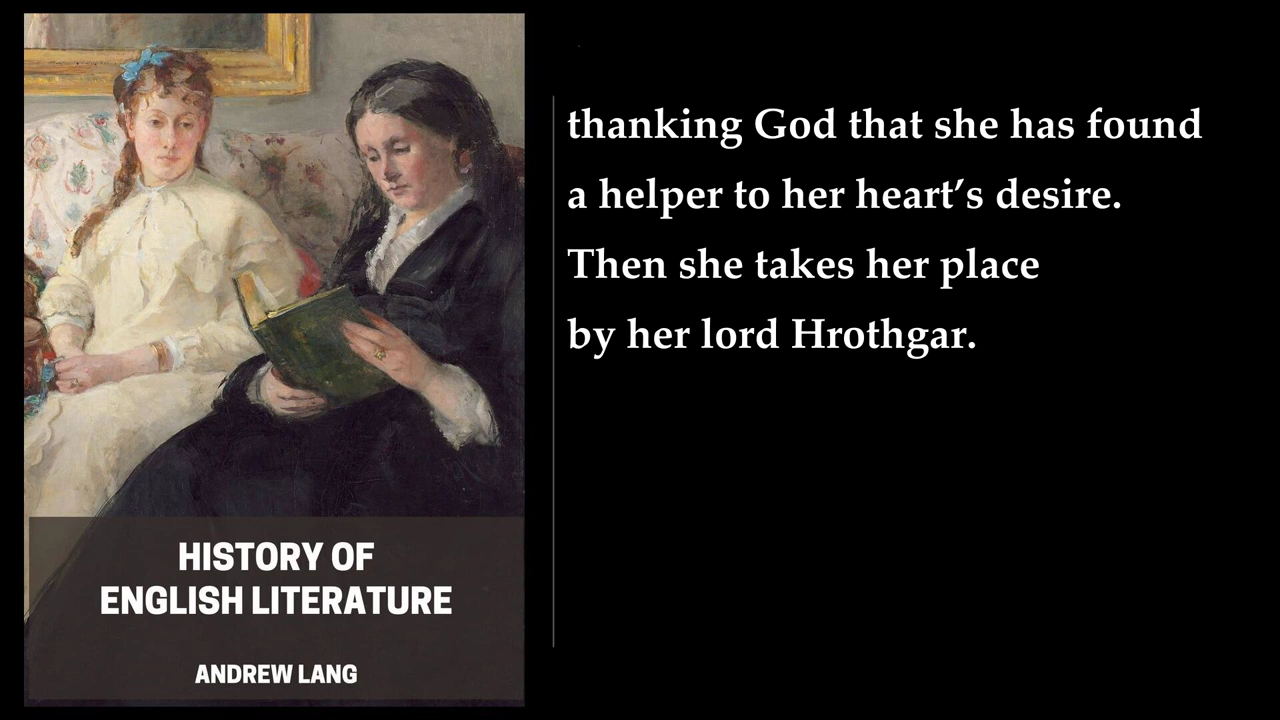 HISTORY OF
ENGLISH LITERATURE
ANDREW LANG
thanking God that she has found
a helper to her heart’s desire.
Then she takes her place
by her lord Hrothgar.